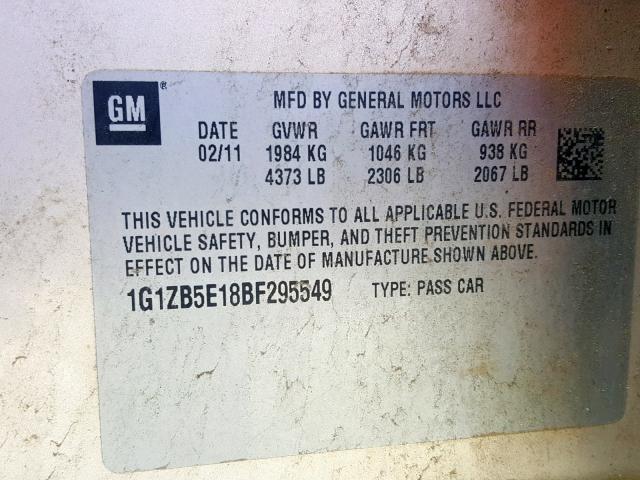 GM ®
MFD BY GENERAL MOTORS LLC
DATE GVWR GAWR FRT GAWR RR
02/11 1984 KG 1046 KG 938 KG
4373 LB 2306 LB 2067 LB
THIS VEHICLE CONFORMS TO ALL APPLICABLE U.S. FEDERAL MOTOR
VEHICLE SAFETY, BUMPER, AND THEFT PREVENTION STANDARDS IN
EFFECT ON THE DATE OF MANUFACTURE SHOWN ABOVE.
1G1ZB5E18BF295549 TYPE: PASS CAR